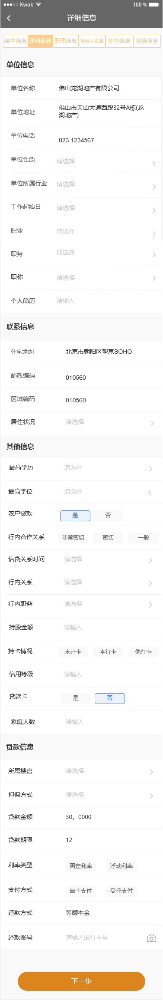 Kwok 100 %
详细信息
基本信息 详细信息 配偶信息 担保人信息 补充信息 授信信息
单位信息
单位名称 佛山龙湖地产有限公司
单位地址 佛山市天山大道西段32号A栋(龙
湖地产)
单位电话 023 1234567
单位性质 请选择
单位所属行业 请选择
工作起始日 请选择
职业 请选择
职务 请选择
职称 请选择
个人简历 请输入
联系信息
住宅地址 北京市朝阳区望京SOHO
邮政编码 010560
区域编码 010560
居住状况 请选择
其他信息
最高学历 请选择
最高学位 请选择
农户贷款 是 否
行内合作关系 非常密切 密切 一般
信贷关系时间 请选择
行内关系 请选择
行内职务 请选择
持股金额 请输入
持卡情况 未开卡 本行卡 他行卡
信用等级 请输入
贷款卡 是 否
家庭人数 请输入
贷款信息
所属楼盘 请选择
担保方式 请选择
贷款金额 30，0000
贷款期限 12
利率类型 固定利率 浮动利率
支付方式 自主支付 受托支付
还款方式 等额本金
还款账号 请输入银行卡号
下一步